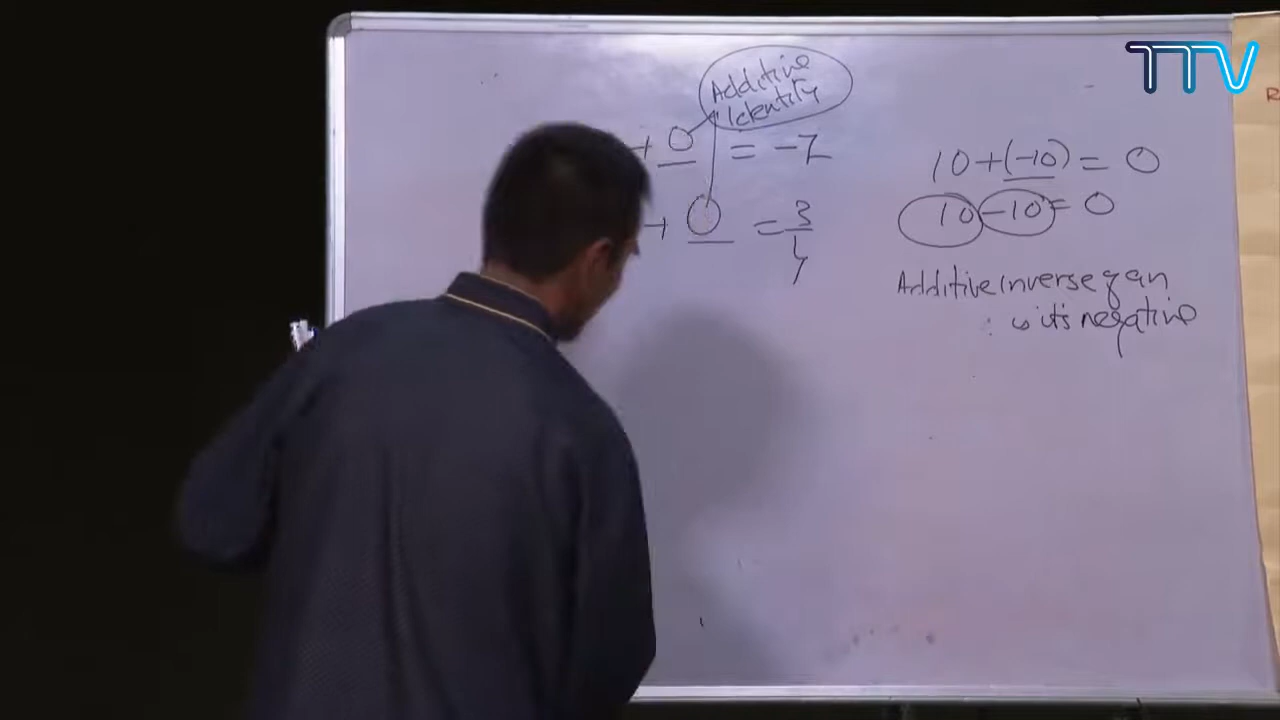 TTV
Additive
Identity
+ 0 = -7
+ 0 = 3/4
10 + (-10) = 0
10 - 10 = 0
Additive inverse of an
is it's negative
R